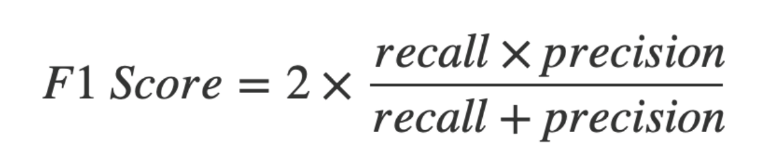 F1 Score = 2 × recall × precision / recall + precision